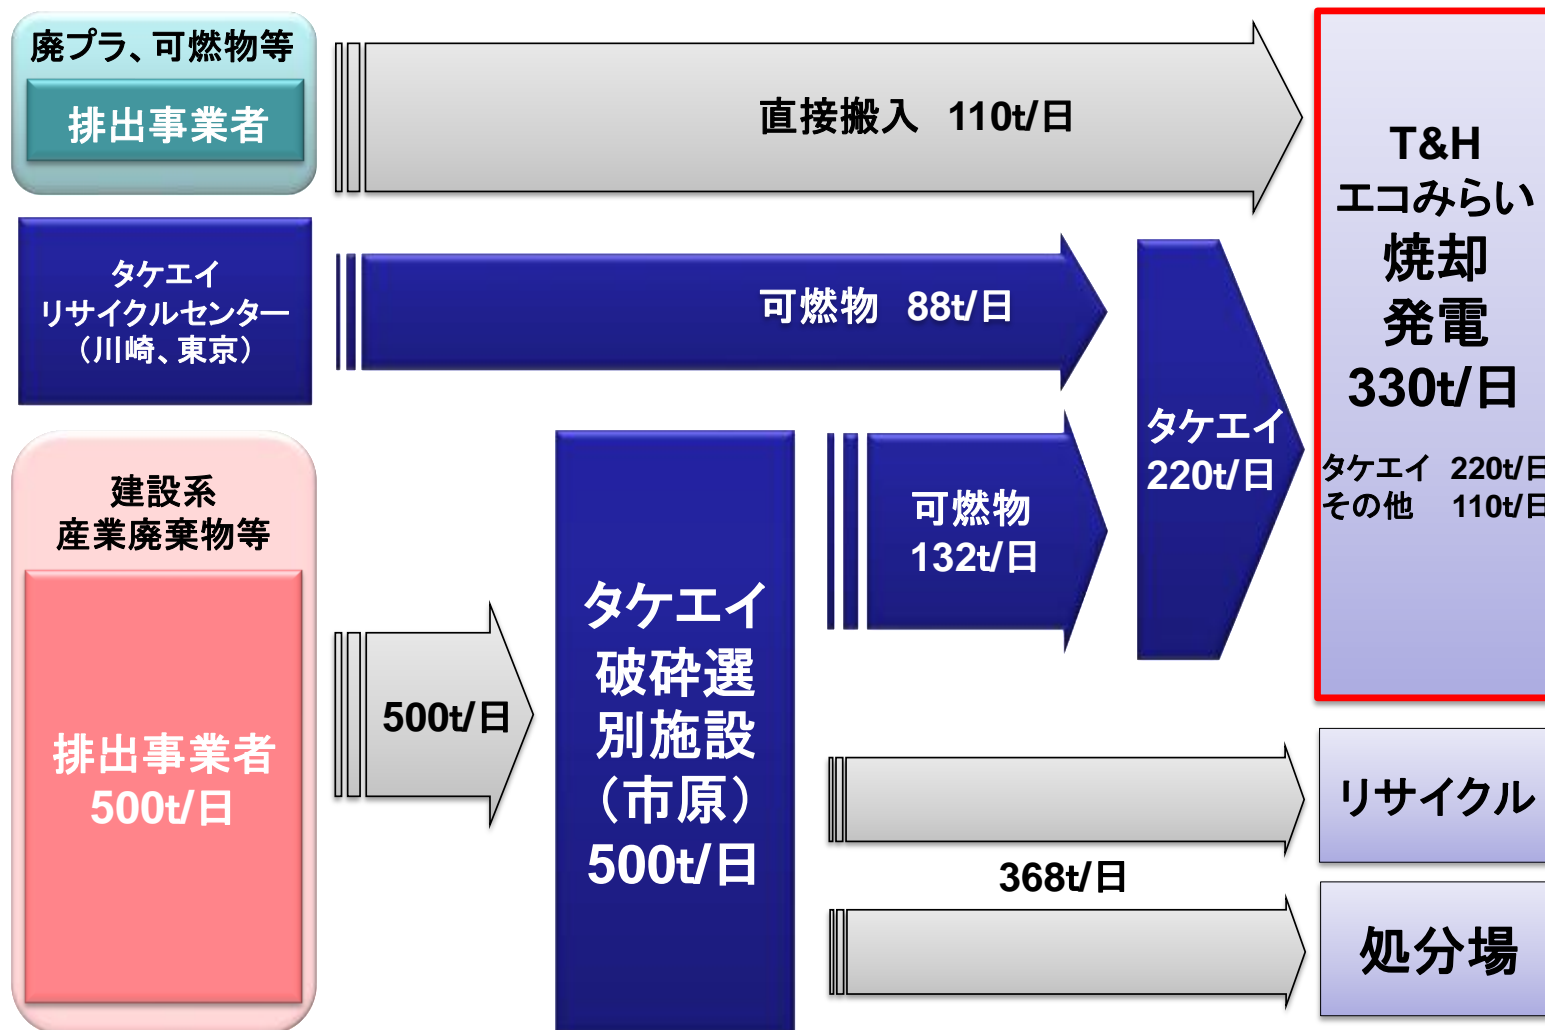 廃プラ、可燃物等
排出事業者
直接搬入 110t/日
タケエイ
リサイクルセンター
（川崎、東京）
可燃物 88t/日
建設系
産業廃棄物等
排出事業者
500t/日
500t/日
タケエイ
破砕選
別施設
（市原）
500t/日
可燃物
132t/日
タケエイ
220t/日
368t/日
T&H
エコみらい
焼却
発電
330t/日
タケエイ 220t/日
その他 110t/日
リサイクル
処分場